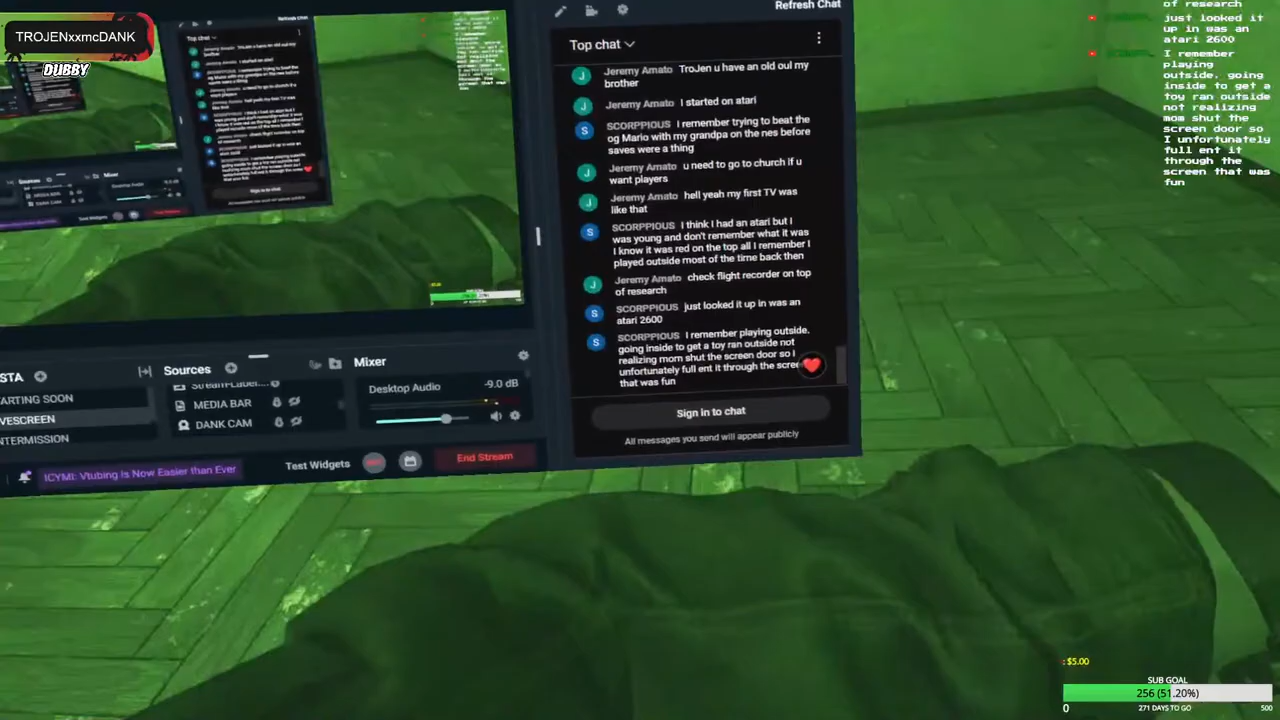 TROJENxxmcDANK
DUBBY
Refresh Chat
Top chat
Jeremy Amato TroJen u have an old oul my
brother
Jeremy Amato I started on atari
SCORPPIOUS I remember trying to beat the
og Mario with my grandpa on the nes before
saves were a thing
Jeremy Amato u need to go to church if u
want players
Jeremy Amato hell yeah my first TV was
like that
SCORPPIOUS I think I had an atari but I
was young and don't remember what it was
I know it was red on the top all I remember I
played outside most of the time back then
Jeremy Amato check flight recorder on top
of research
SCORPPIOUS just looked it up in was an
atari 2600
SCORPPIOUS I remember playing outside.
going inside to get a toy ran outside not
realizing mom shut the screen door so I
unfortunately full ent it through the scree
that was fun
Sign in to chat
All messages you send will appear publicly
STA
TARTING SOON
VESCREEN
NTERMISSION
Sources
Stream-Label...
MEDIA BAR
DANK CAM
Mixer
Desktop Audio -9.0 dB
ICYMI: Vtubing Is Now Easier than Ever
Test Widgets
End Stream
of research
just looked it
up in was an
atari 2600
I remember
playing
outside. going
inside to get a
toy ran outside
not realizing
mom shut the
screen door so
I unfortunately
full ent it
through the
screen that was
fun
: $5.00
SUB GOAL
256 (51.20%)
0 271 DAYS TO GO 500